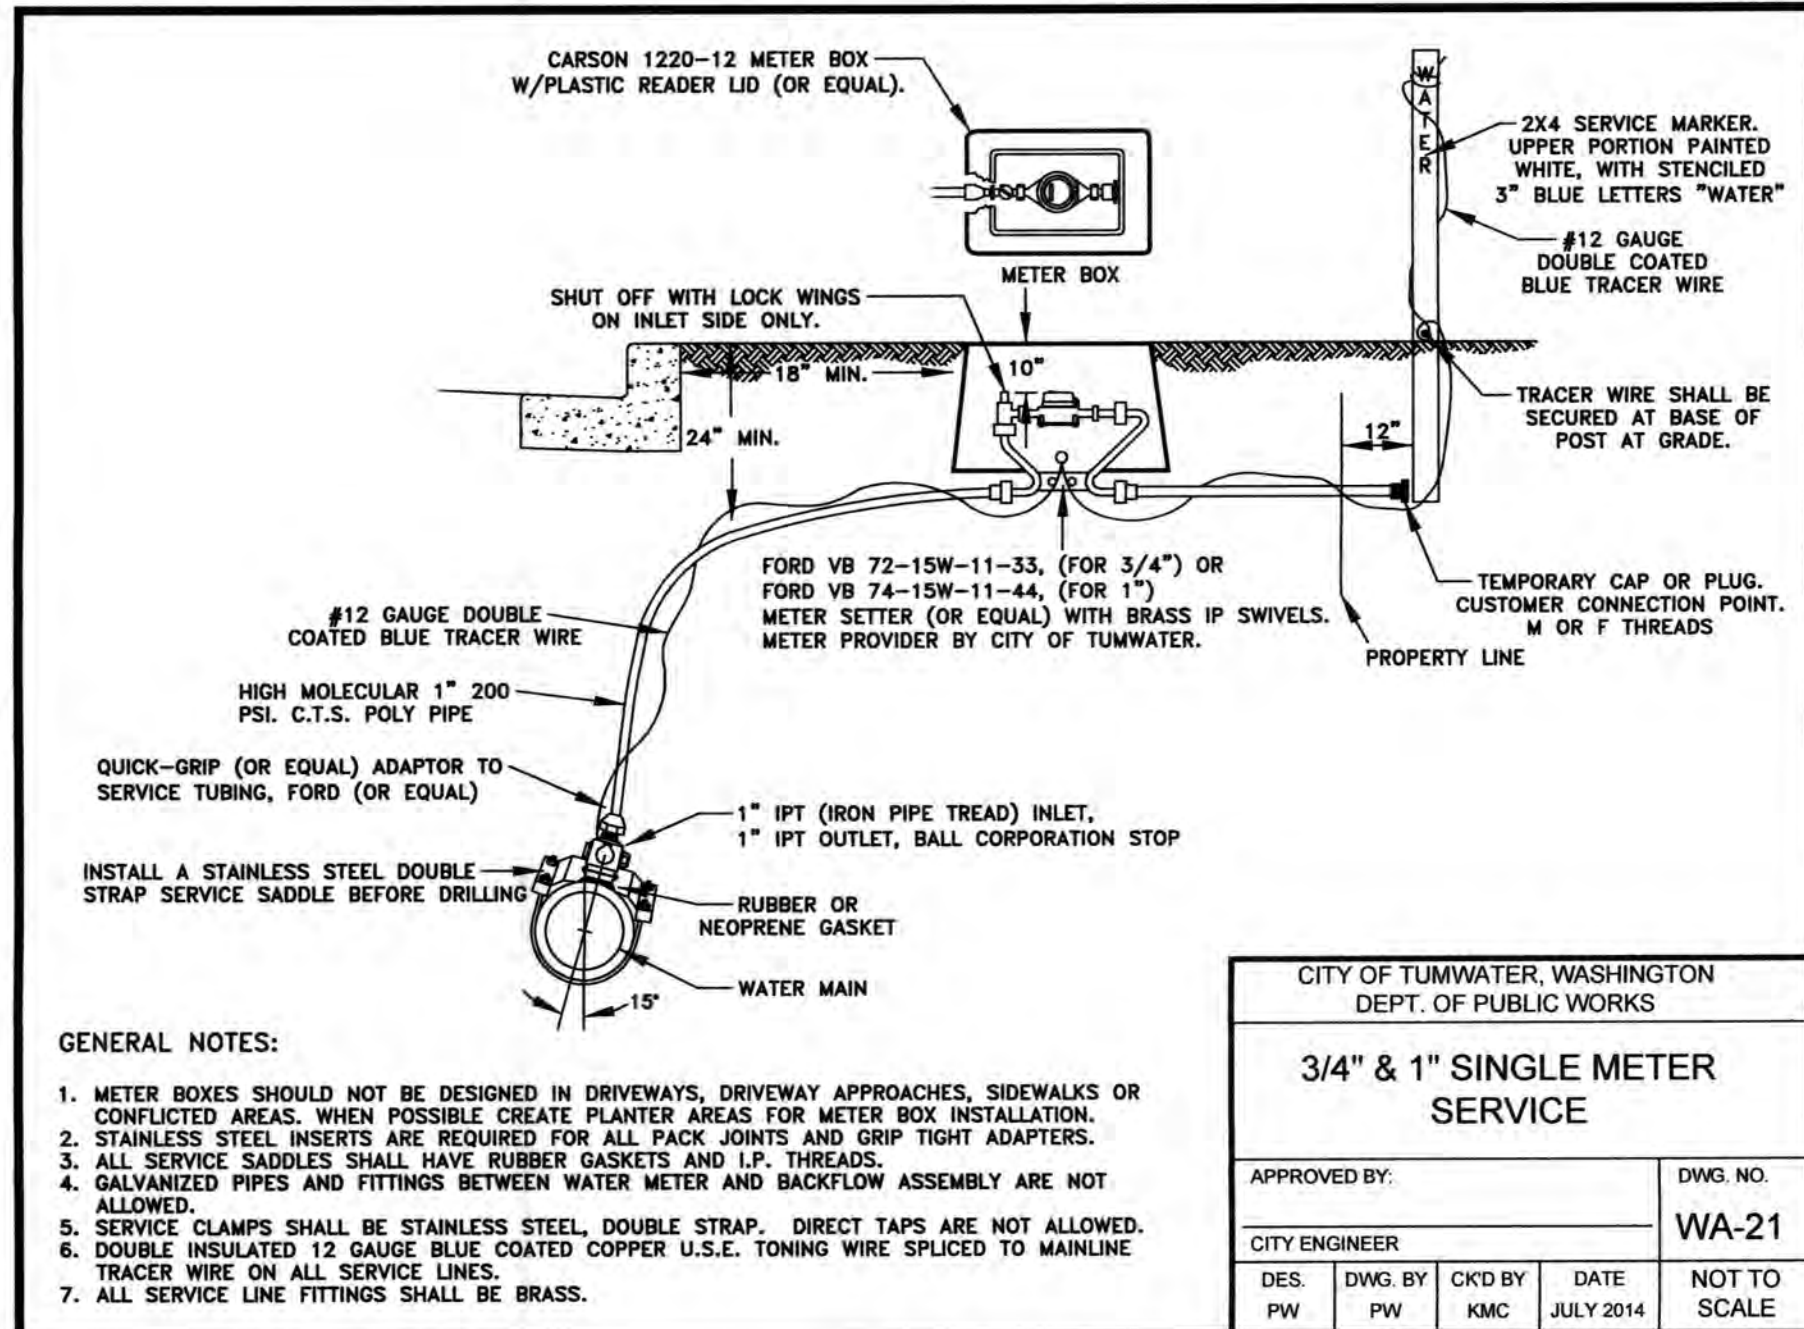 CARSON 1220-12 METER BOX
W/PLASTIC READER LID (OR EQUAL).
WATER
2X4 SERVICE MARKER.
UPPER PORTION PAINTED
WHITE, WITH STENCILED
3" BLUE LETTERS "WATER"
#12 GAUGE
DOUBLE COATED
BLUE TRACER WIRE
METER BOX
SHUT OFF WITH LOCK WINGS
ON INLET SIDE ONLY.
18" MIN.
10"
24" MIN.
12"
TRACER WIRE SHALL BE
SECURED AT BASE OF
POST AT GRADE.
FORD VB 72-15W-11-33, (FOR 3/4") OR
FORD VB 74-15W-11-44, (FOR 1")
METER SETTER (OR EQUAL) WITH BRASS IP SWIVELS.
METER PROVIDER BY CITY OF TUMWATER.
TEMPORARY CAP OR PLUG.
CUSTOMER CONNECTION POINT.
M OR F THREADS
PROPERTY LINE
#12 GAUGE DOUBLE
COATED BLUE TRACER WIRE
HIGH MOLECULAR 1" 200
PSI. C.T.S. POLY PIPE
QUICK-GRIP (OR EQUAL) ADAPTOR TO
SERVICE TUBING, FORD (OR EQUAL)
1" IPT (IRON PIPE TREAD) INLET,
1" IPT OUTLET, BALL CORPORATION STOP
INSTALL A STAINLESS STEEL DOUBLE
STRAP SERVICE SADDLE BEFORE DRILLING
RUBBER OR
NEOPRENE GASKET
WATER MAIN
15°
GENERAL NOTES:
1. METER BOXES SHOULD NOT BE DESIGNED IN DRIVEWAYS, DRIVEWAY APPROACHES, SIDEWALKS OR
CONFLICTED AREAS. WHEN POSSIBLE CREATE PLANTER AREAS FOR METER BOX INSTALLATION.
2. STAINLESS STEEL INSERTS ARE REQUIRED FOR ALL PACK JOINTS AND GRIP TIGHT ADAPTERS.
3. ALL SERVICE SADDLES SHALL HAVE RUBBER GASKETS AND I.P. THREADS.
4. GALVANIZED PIPES AND FITTINGS BETWEEN WATER METER AND BACKFLOW ASSEMBLY ARE NOT
ALLOWED.
5. SERVICE CLAMPS SHALL BE STAINLESS STEEL, DOUBLE STRAP. DIRECT TAPS ARE NOT ALLOWED.
6. DOUBLE INSULATED 12 GAUGE BLUE COATED COPPER U.S.E. TONING WIRE SPLICED TO MAINLINE
TRACER WIRE ON ALL SERVICE LINES.
7. ALL SERVICE LINE FITTINGS SHALL BE BRASS.
CITY OF TUMWATER, WASHINGTON
DEPT. OF PUBLIC WORKS
3/4" & 1" SINGLE METER
SERVICE
APPROVED BY:
CITY ENGINEER
DWG. NO.
WA-21
DES.
PW
DWG. BY
PW
CK'D BY
KMC
DATE
JULY 2014
NOT TO
SCALE